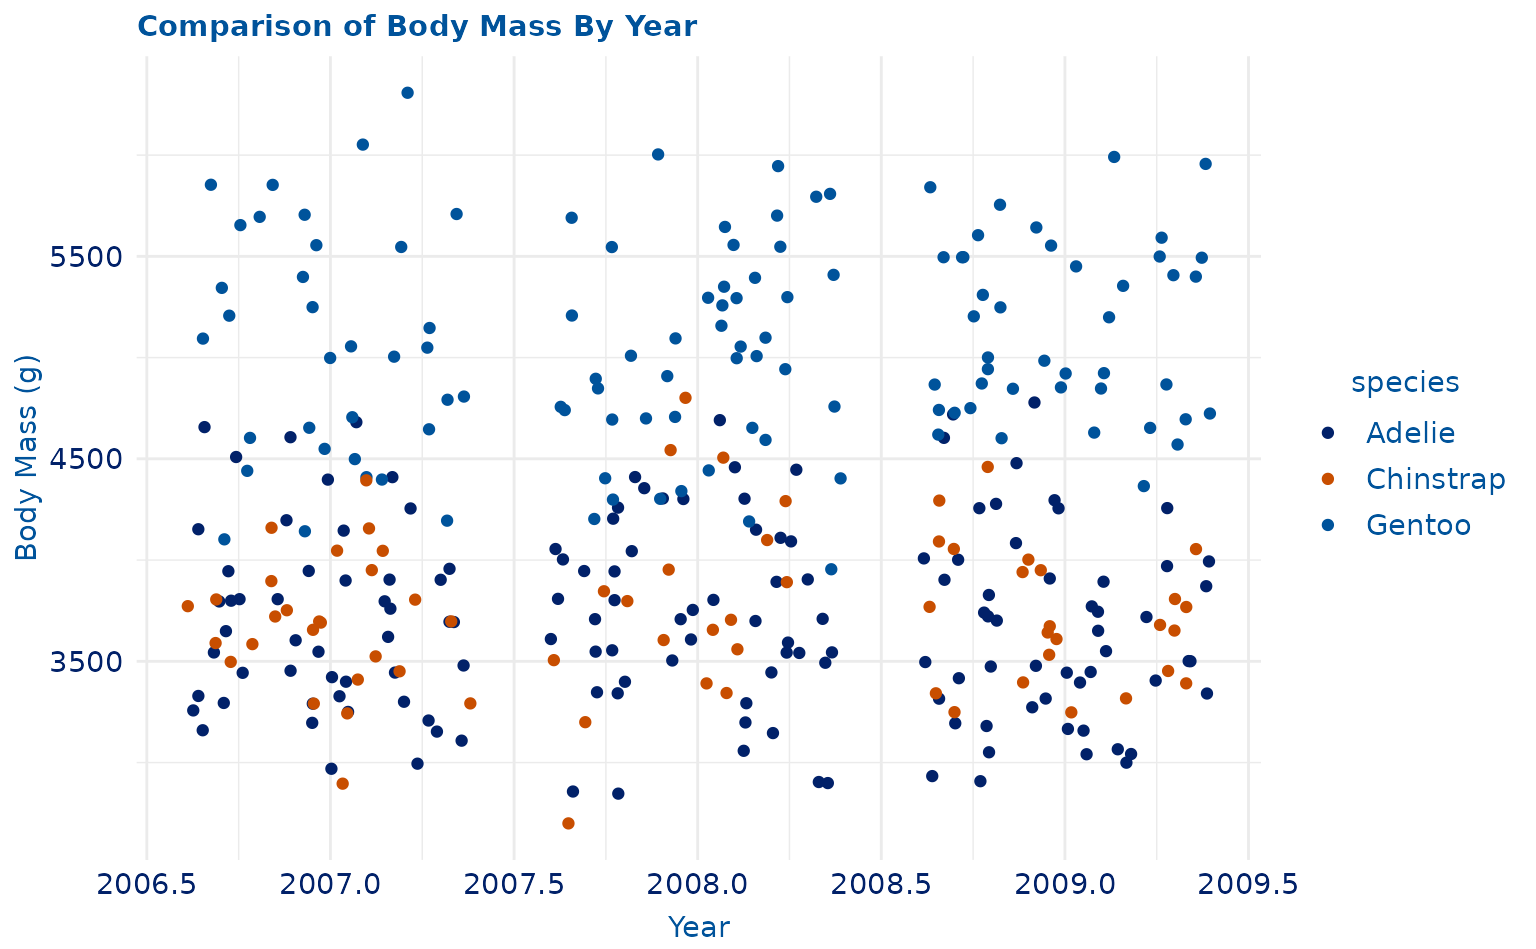 Comparison of Body Mass By Year
5500
4500
3500
Body Mass (g)
2006.5 2007.0 2007.5 2008.0 2008.5 2009.0 2009.5
Year
species
Adelie
Chinstrap
Gentoo